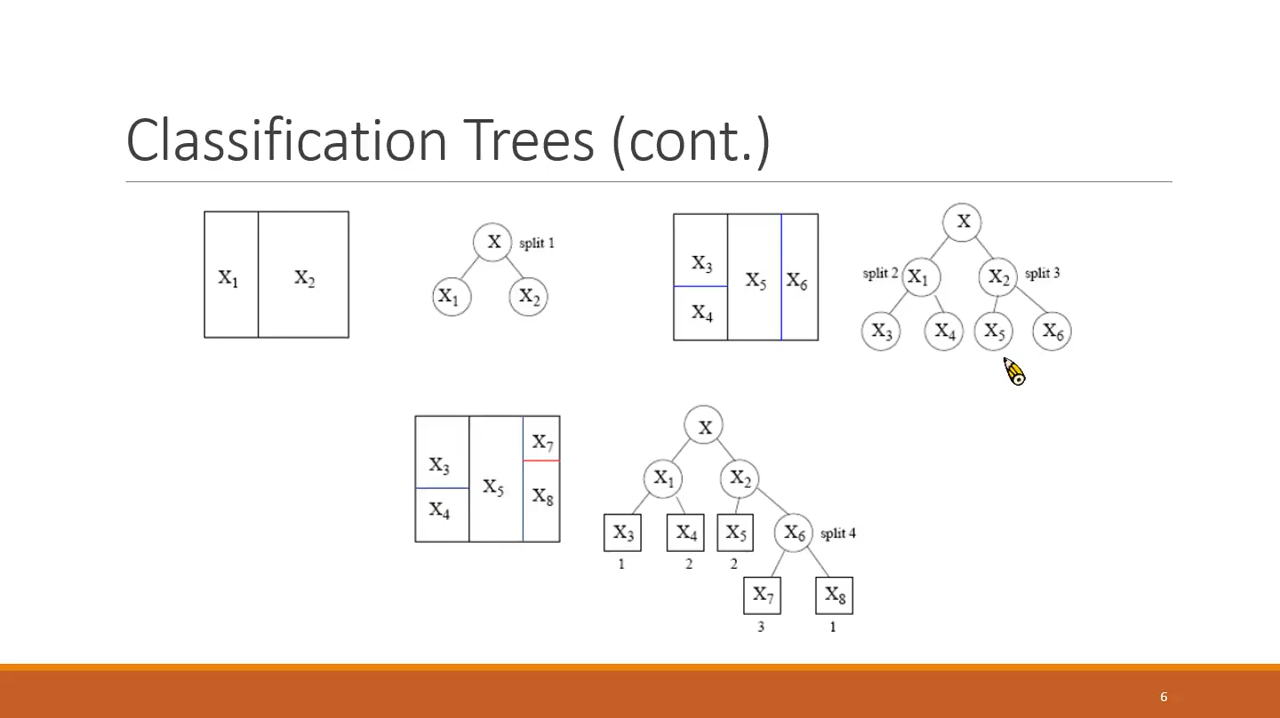 Classification Trees (cont.)
X₁ X₂
X split 1
X₁ X₂
X₃ X₅ X₆
X₄
X
split 2 X₁ X₂ split 3
X₃ X₄ X₅ X₆
X₃ X₅ X₇
X₄ X₈
X
X₁ X₂
X₃ X₄ X₅ X₆ split 4
1 2 2
X₇ X₈
3 1
6